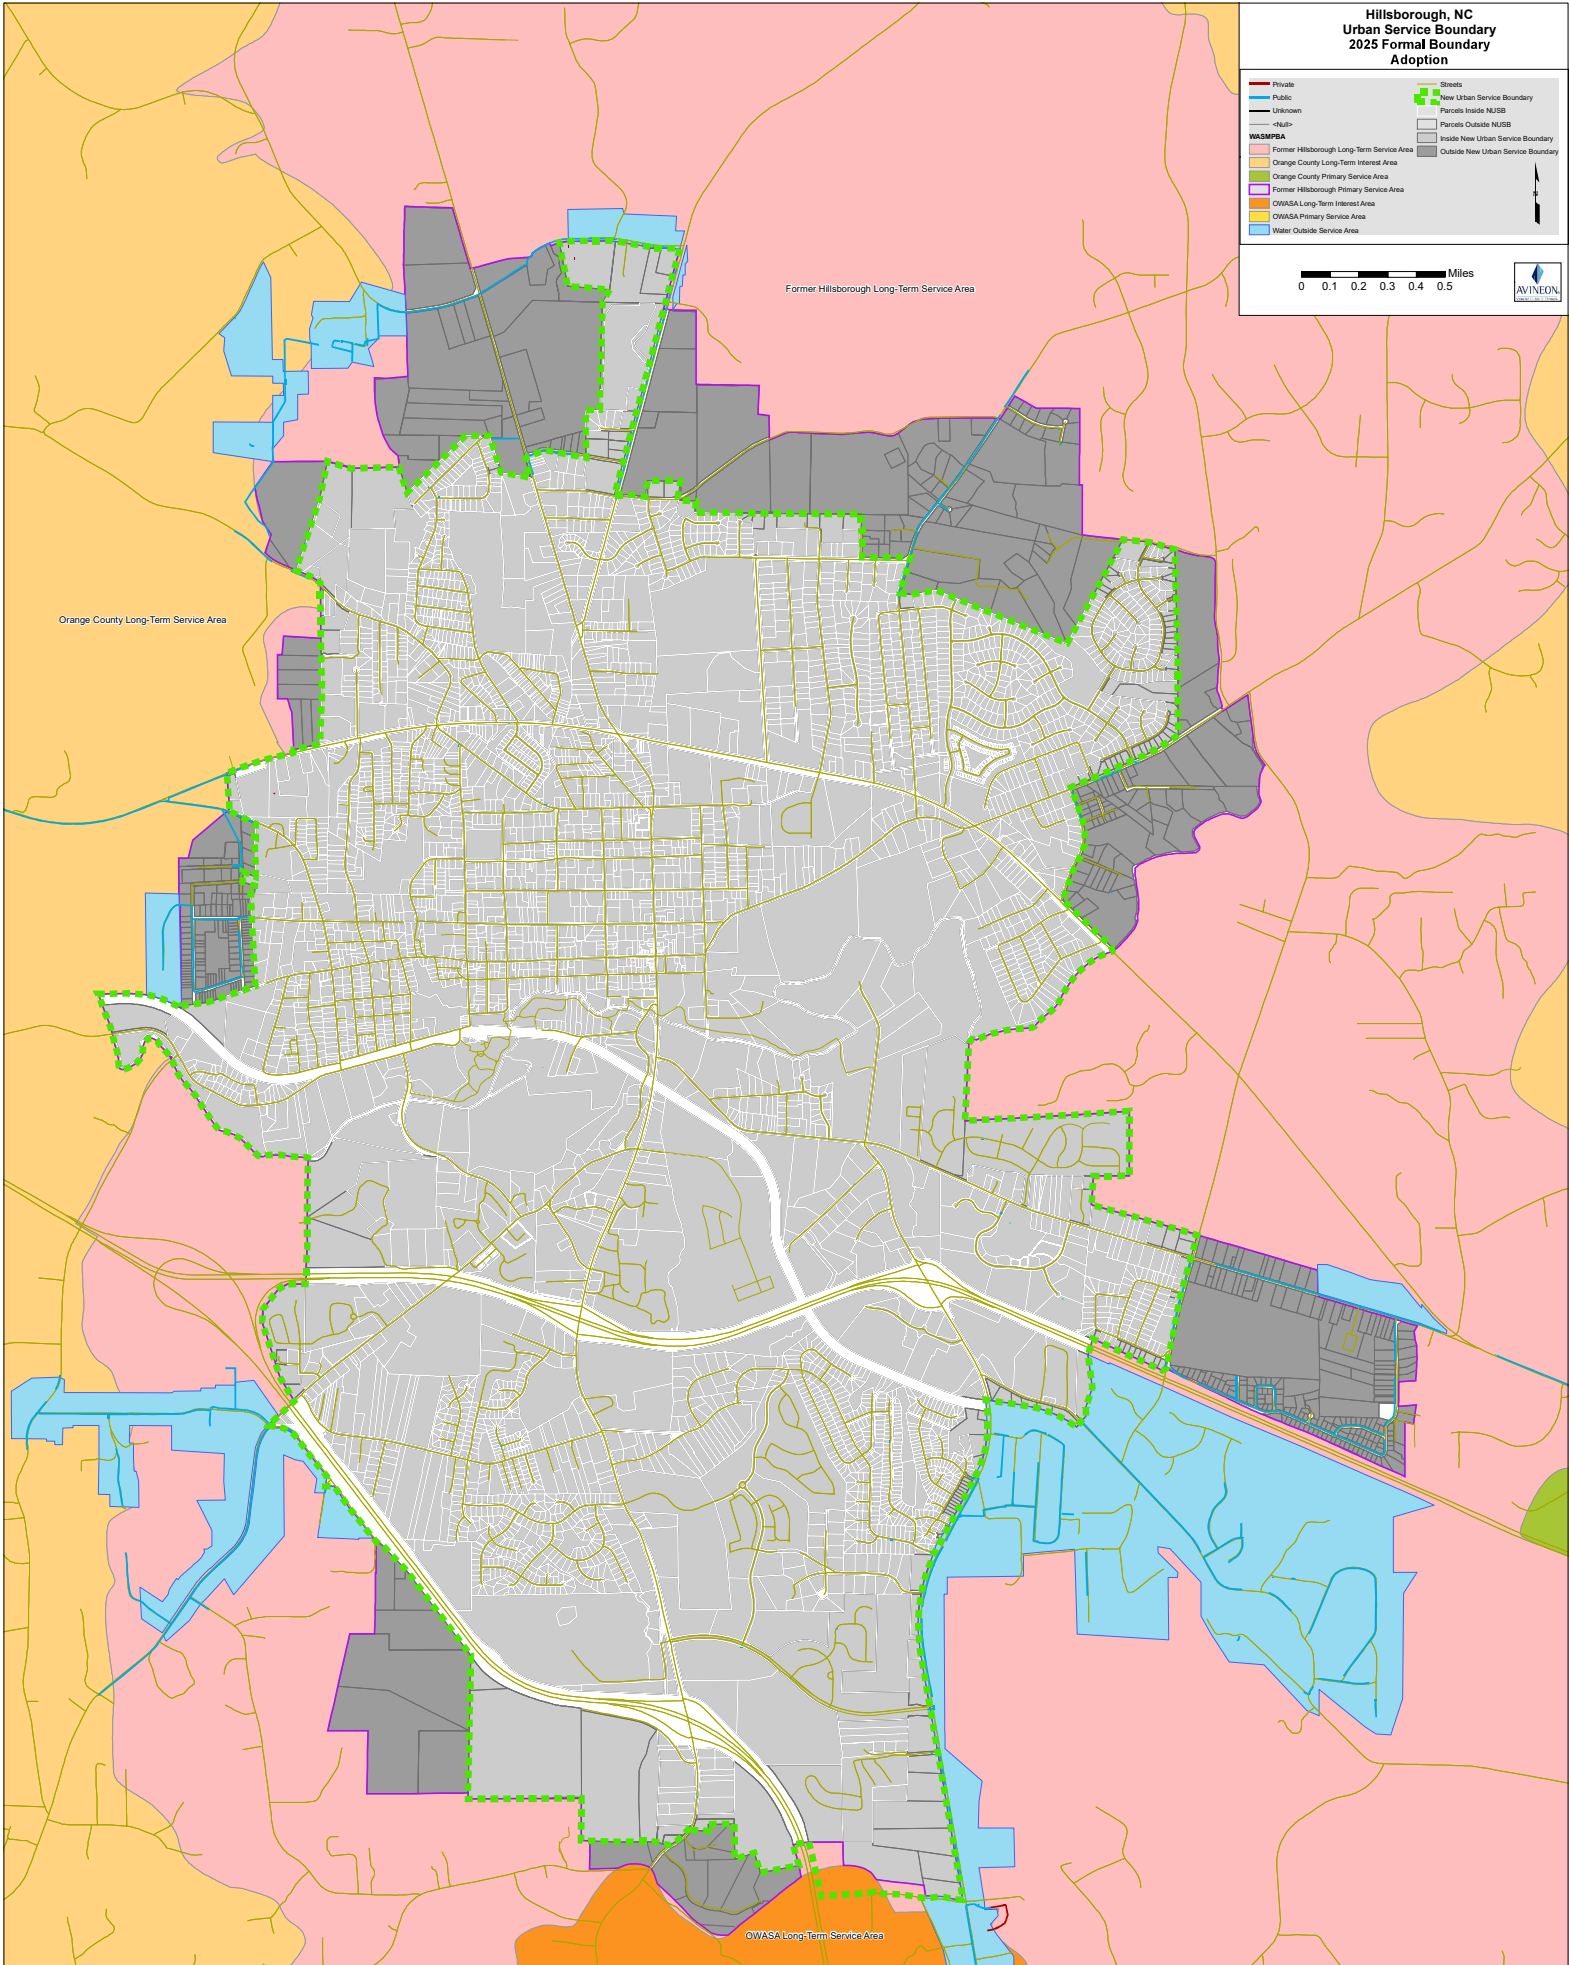 Hillsborough, NC
Urban Service Boundary
2025 Formal Boundary
Adoption
Private
Public
Unknown
<Null>
WASMPBA
Former Hillsborough Long-Term Service Area
Orange County Long-Term Interest Area
Orange County Primary Service Area
Former Hillsborough Primary Service Area
OWASA Long-Term Interest Area
OWASA Primary Service Area
Water Outside Service Area
Streets
New Urban Service Boundary
Parcels Inside NUSB
Parcels Outside NUSB
Inside New Urban Service Boundary
Outside New Urban Service Boundary
N
Miles
0 0.1 0.2 0.3 0.4 0.5
AVINEON
Former Hillsborough Long-Term Service Area
Orange County Long-Term Service Area
OWASA Long-Term Service Area